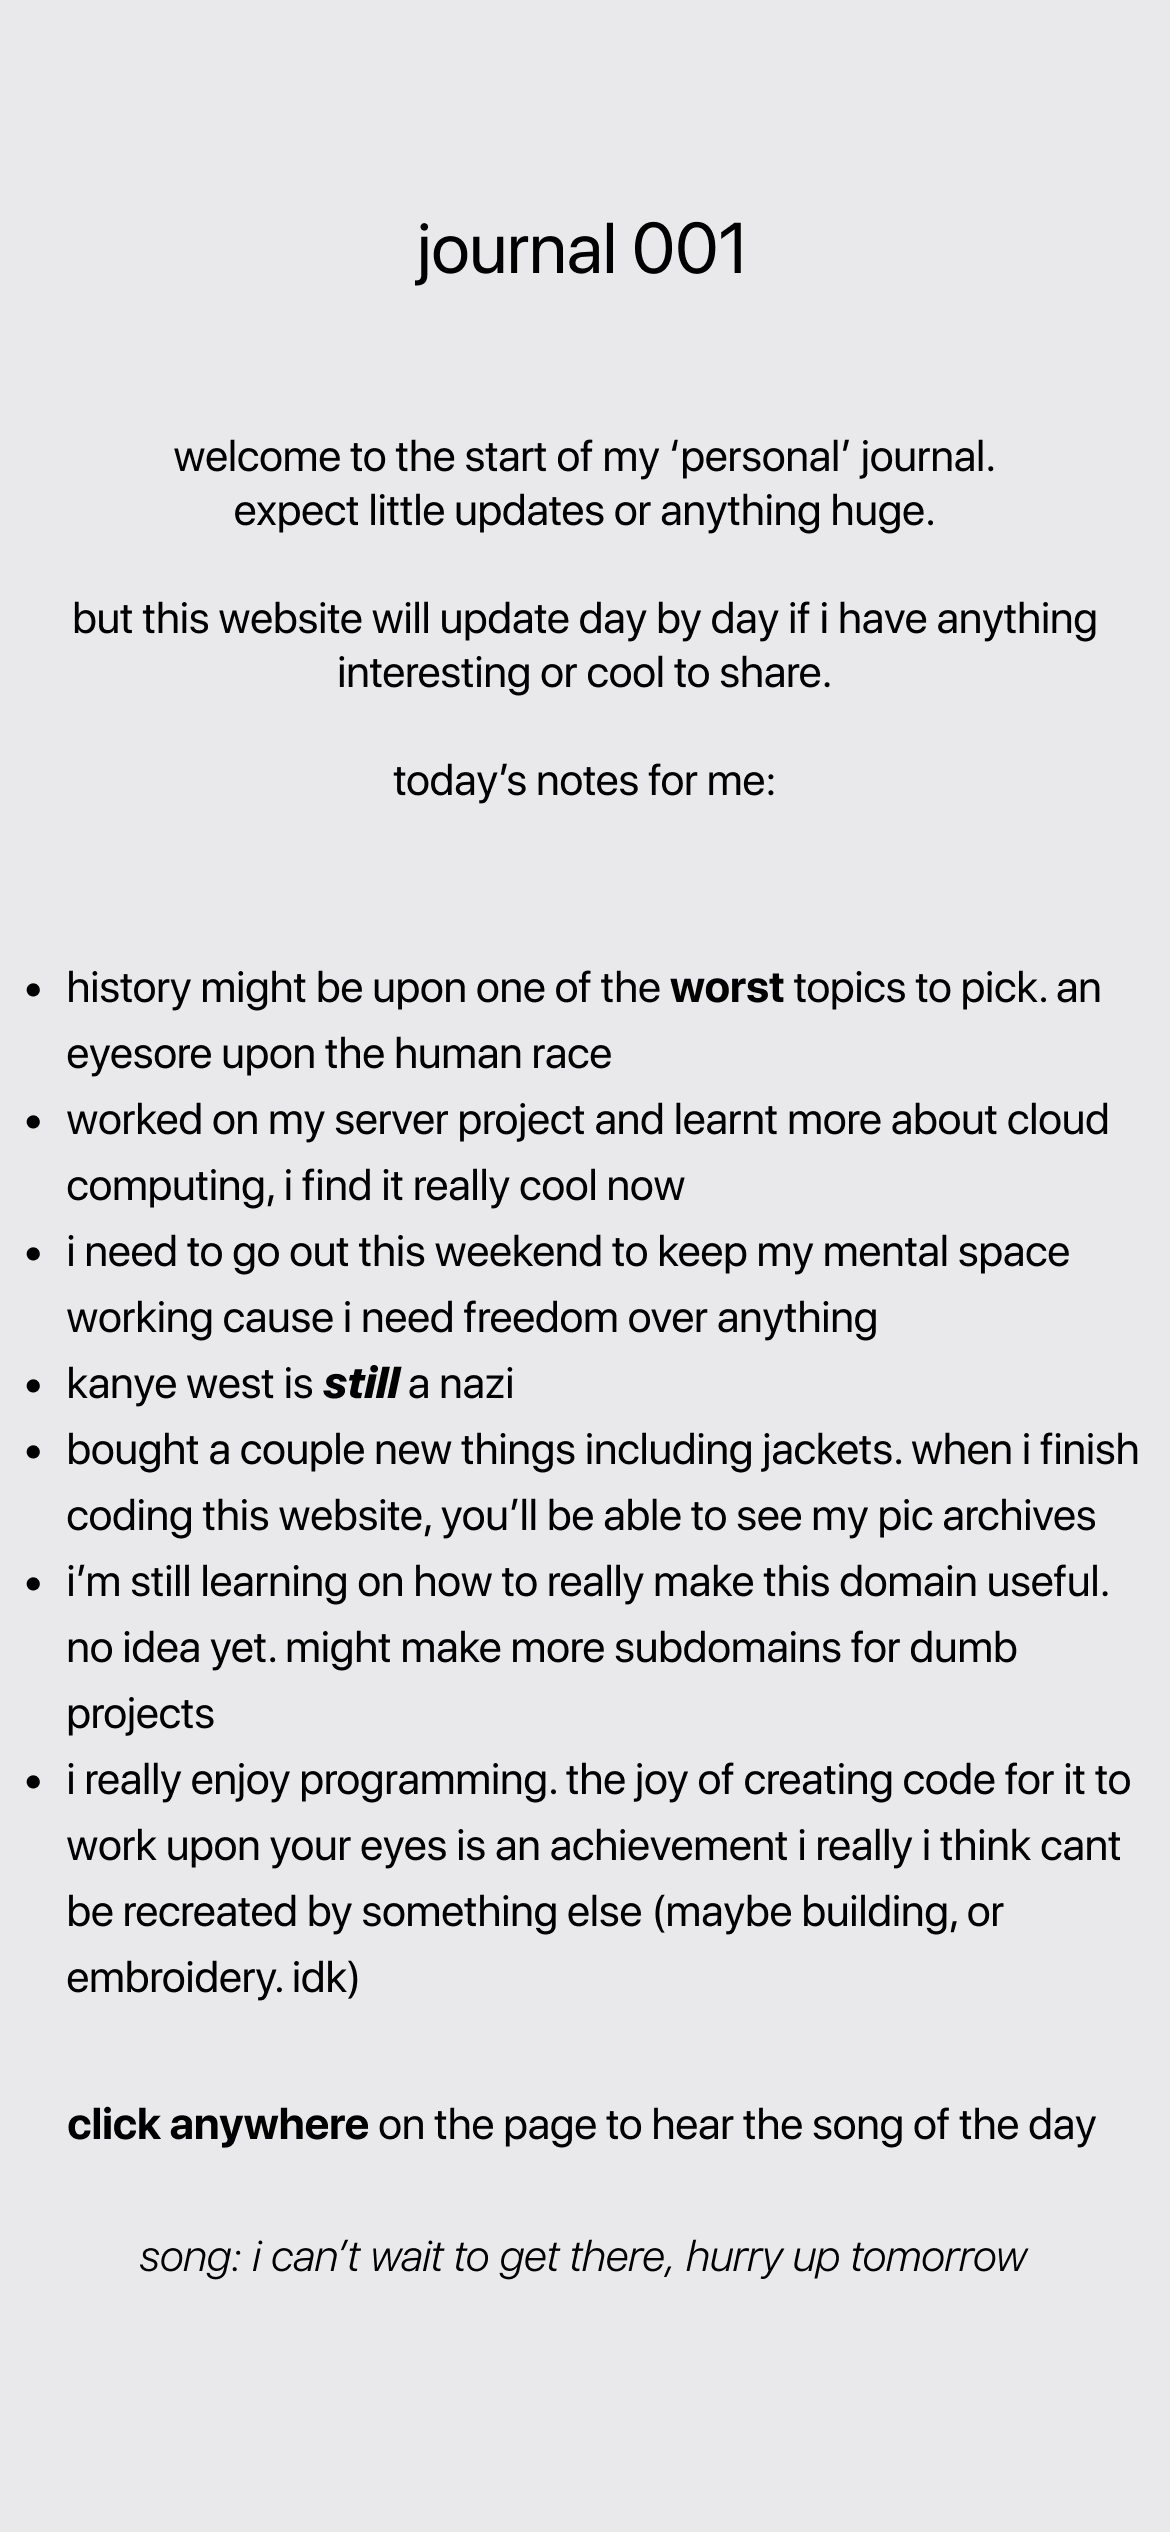 journal 001
welcome to the start of my ‘personal’ journal.
expect little updates or anything huge.
but this website will update day by day if i have anything
interesting or cool to share.
today’s notes for me:
• history might be upon one of the worst topics to pick. an
eyesore upon the human race
• worked on my server project and learnt more about cloud
computing, i find it really cool now
• i need to go out this weekend to keep my mental space
working cause i need freedom over anything
• kanye west is still a nazi
• bought a couple new things including jackets. when i finish
coding this website, you’ll be able to see my pic archives
• i’m still learning on how to really make this domain useful.
no idea yet. might make more subdomains for dumb
projects
• i really enjoy programming. the joy of creating code for it to
work upon your eyes is an achievement i really i think cant
be recreated by something else (maybe building, or
embroidery. idk)
click anywhere on the page to hear the song of the day
song: i can’t wait to get there, hurry up tomorrow